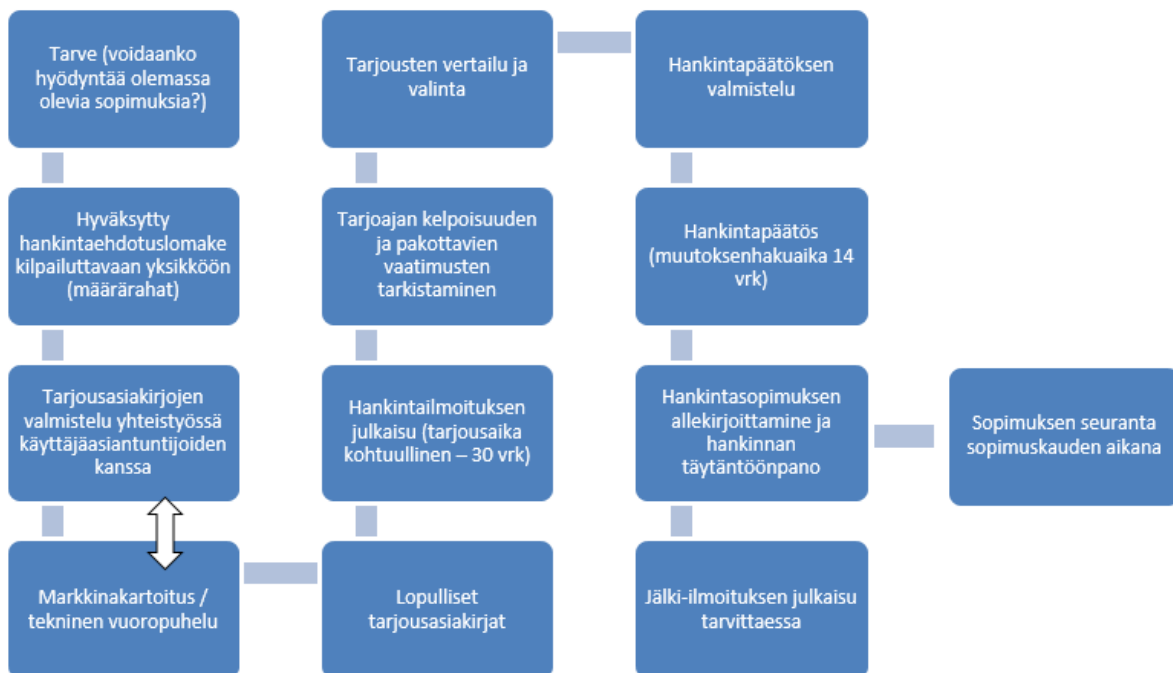 Tarve (voidaanko
hyödyntää olemassa
olevia sopimuksia?)
Hyväksytty
hankintaehdotuslomake
kilpailuttavaan yksikköön
(määrärahat)
Tarjousasiakirjojen
valmistelu yhteistyössä
käyttäjäasiantuntijoiden
kanssa
Markkinakartoitus /
tekninen vuoropuhelu
Lopulliset
tarjousasiakirjat
Hankintailmoituksen
julkaisu (tarjousaika
kohtuullinen – 30 vrk)
Tarjoajan kelpoisuuden
ja pakottavien
vaatimusten
tarkistaminen
Tarjousten vertailu ja
valinta
Hankintapäätöksen
valmistelu
Hankintapäätös
(muutoksenhakuaika 14
vrk)
Hankintasopimuksen
allekirjoittamine ja
hankinnan
täytäntöönpano
Jälki-ilmoituksen julkaisu
tarvittaessa
Sopimuksen seuranta
sopimuskauden aikana